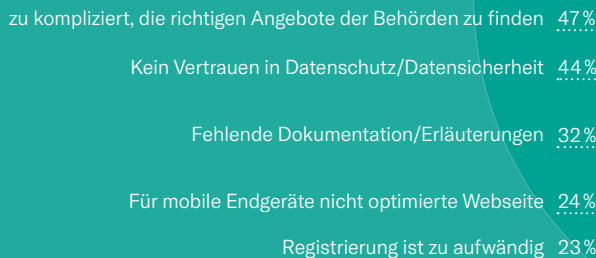 zu kompliziert, die richtigen Angebote der Behörden zu finden 47 %
Kein Vertrauen in Datenschutz/Datensicherheit 44 %
Fehlende Dokumentation/Erläuterungen 32 %
Für mobile Endgeräte nicht optimierte Webseite 24 %
Registrierung ist zu aufwändig 23 %